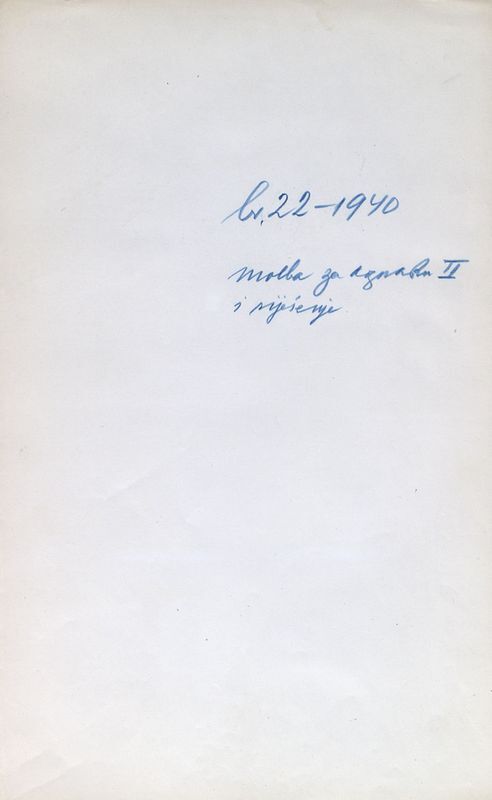 br. 22-1940
molba za oznaku II
i rješenje